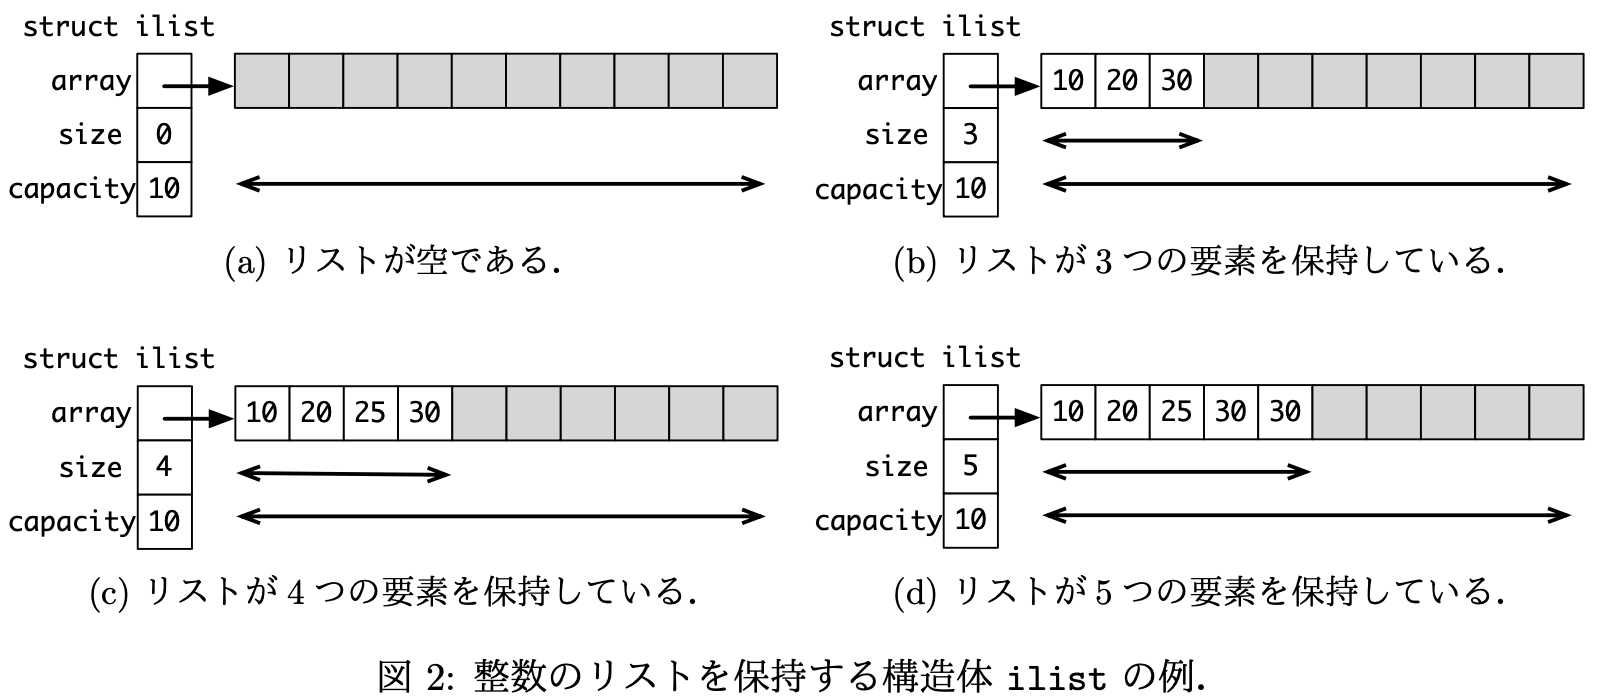 struct ilist
array
size 0
capacity 10
(a) リストが空である．
struct ilist
array 10 20 30
size 3
capacity 10
(b) リストが 3 つの要素を保持している．
struct ilist
array 10 20 25 30
size 4
capacity 10
(c) リストが 4 つの要素を保持している．
struct ilist
array 10 20 25 30 30
size 5
capacity 10
(d) リストが 5 つの要素を保持している．
図 2: 整数のリストを保持する構造体 ilist の例．